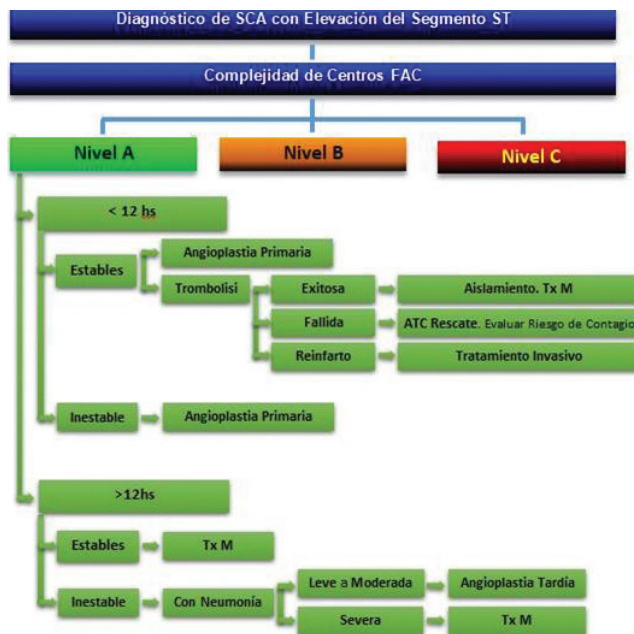 Diagnóstico de SCA con Elevación del Segmento ST
Complejidad de Centros FAC
Nivel A
Nivel B
Nivel C
< 12 hs
Estables
Angioplastia Primaria
Trombolisi
Exitosa
Aislamiento. Tx M
Fallida
ATC Rescate. Evaluar Riesgo de Contagio
Reinfarto
Tratamiento Invasivo
Inestable
Angioplastia Primaria
>12hs
Estables
Tx M
Inestable
Con Neumonía
Leve a Moderada
Angioplastia Tardía
Severa
Tx M